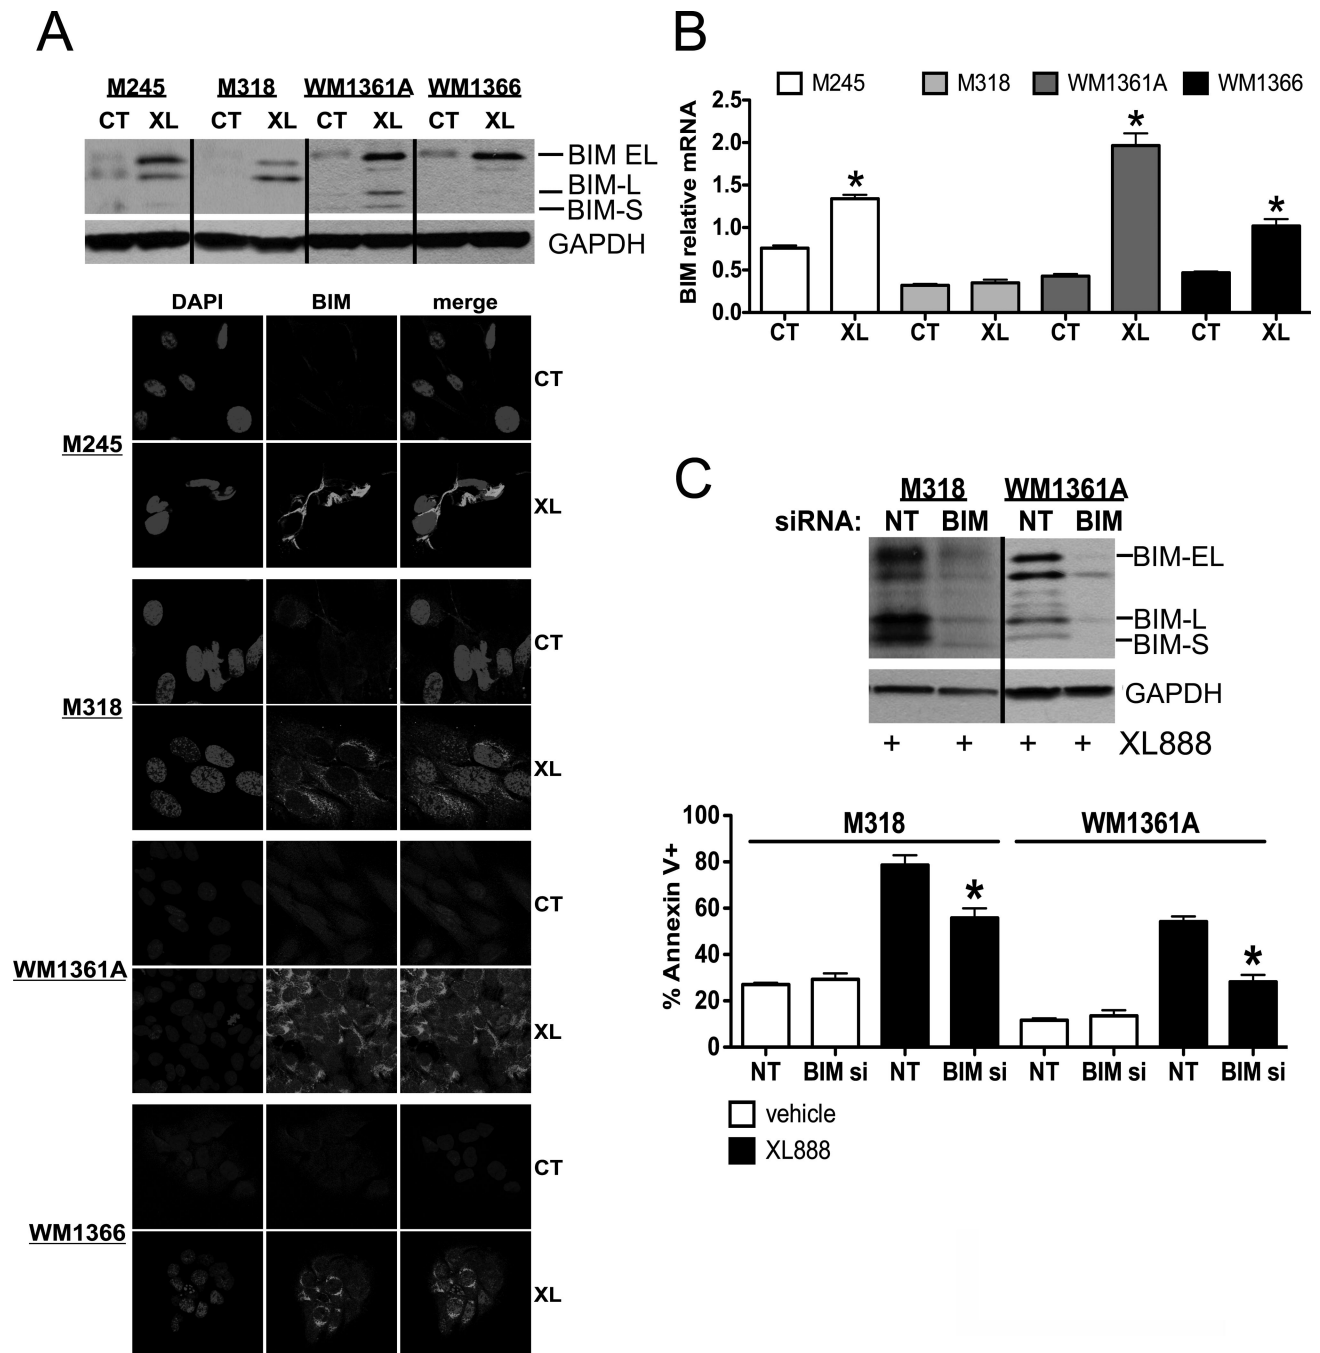 A
M245 M318 WM1361A WM1366
CT XL CT XL CT XL CT XL
BIM EL
BIM-L
BIM-S
GAPDH
DAPI BIM merge
CT
M245
XL
CT
M318
XL
CT
WM1361A
XL
CT
WM1366
XL
B
M245 M318 WM1361A WM1366
BIM relative mRNA
2.5
2.0
1.5
1.0
0.5
0.0
* * *
CT XL CT XL CT XL CT XL
C
M318 WM1361A
siRNA: NT BIM NT BIM
BIM-EL
BIM-L
BIM-S
GAPDH
+ + + + XL888
% Annexin V+
100
80
60
40
20
0
M318 WM1361A
* *
NT BIM si NT BIM si NT BIM si NT BIM si
vehicle
XL888